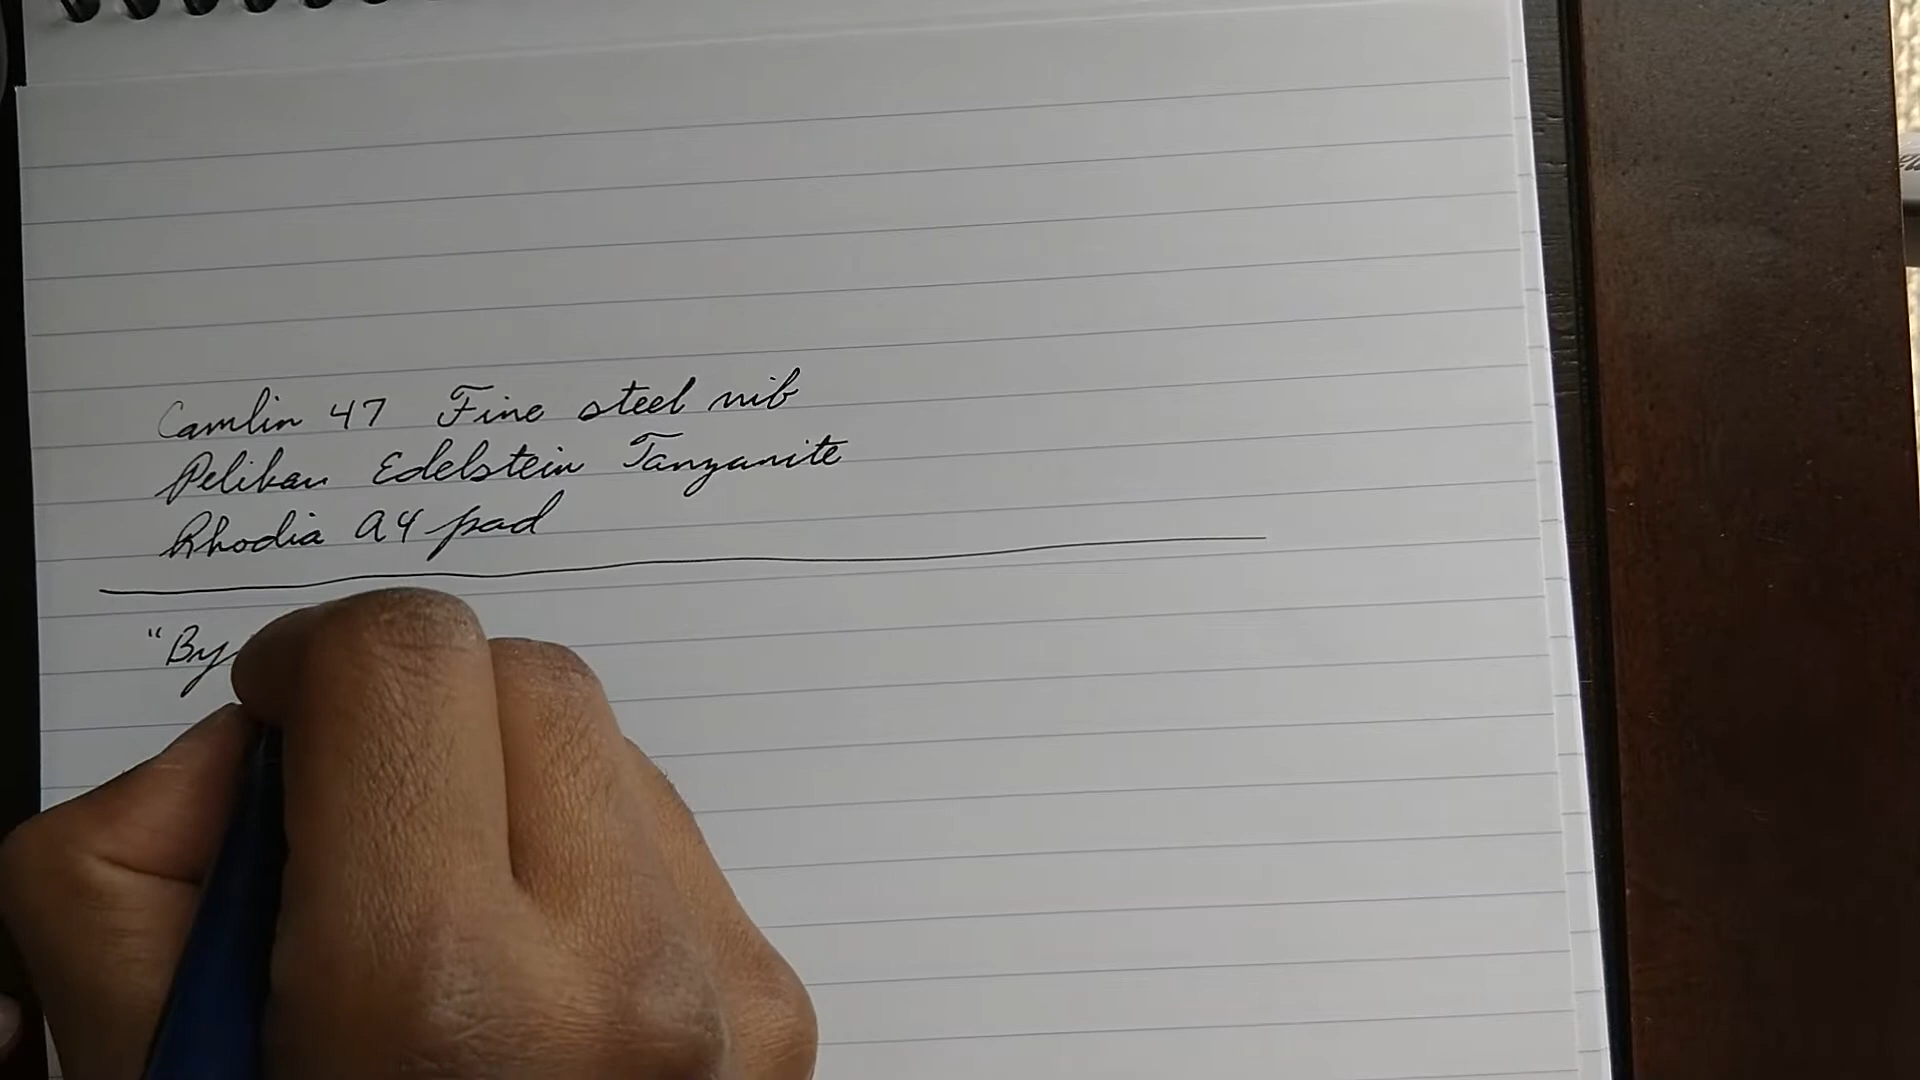 Camlin 47 Fine steel nib
Pelikan Edelstein Tanzanite
Rhodia A4 pad
"By